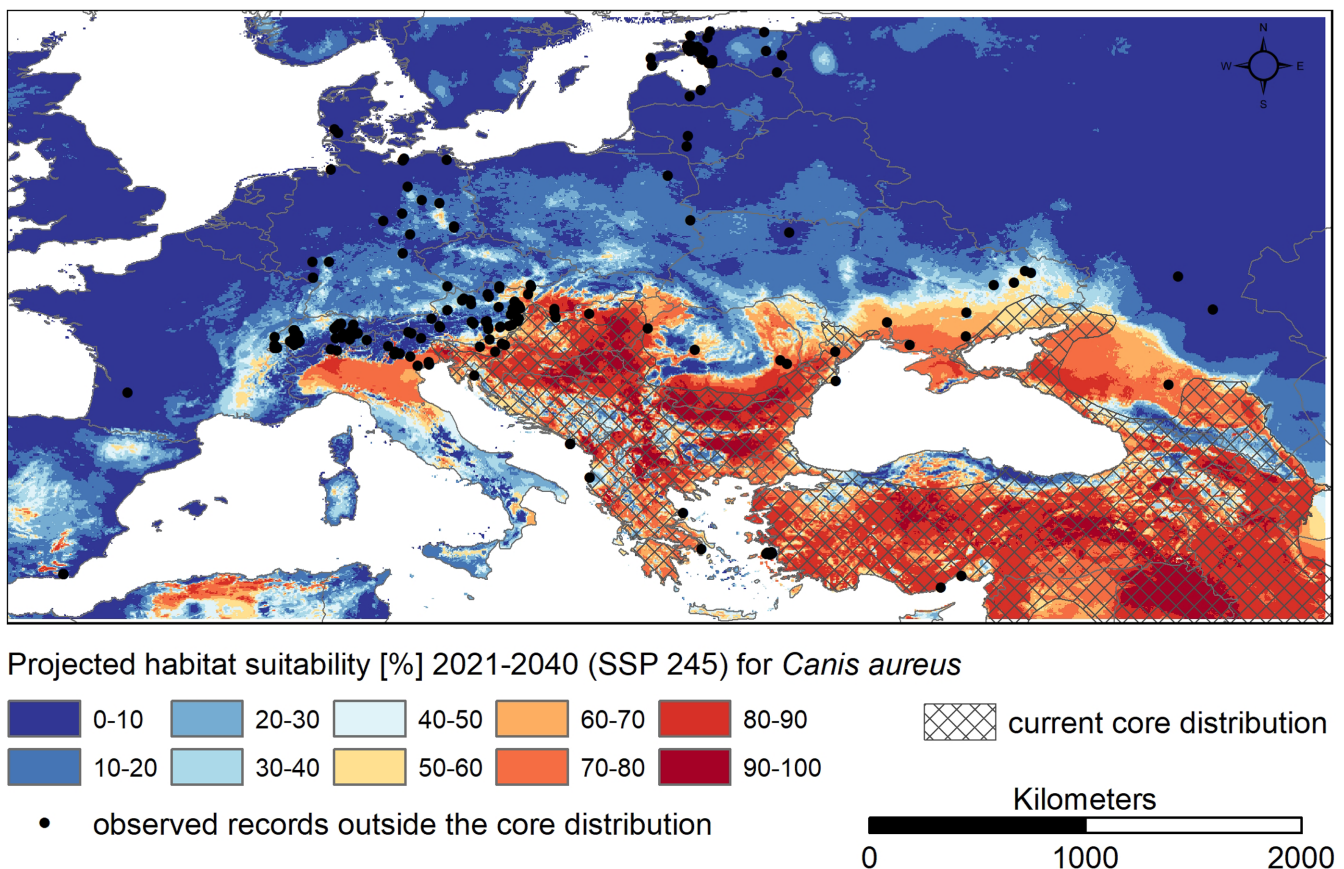 N
W E
S
Projected habitat suitability [%] 2021-2040 (SSP 245) for Canis aureus
0-10 20-30 40-50 60-70 80-90
10-20 30-40 50-60 70-80 90-100
current core distribution
observed records outside the core distribution
Kilometers
0 1000 2000